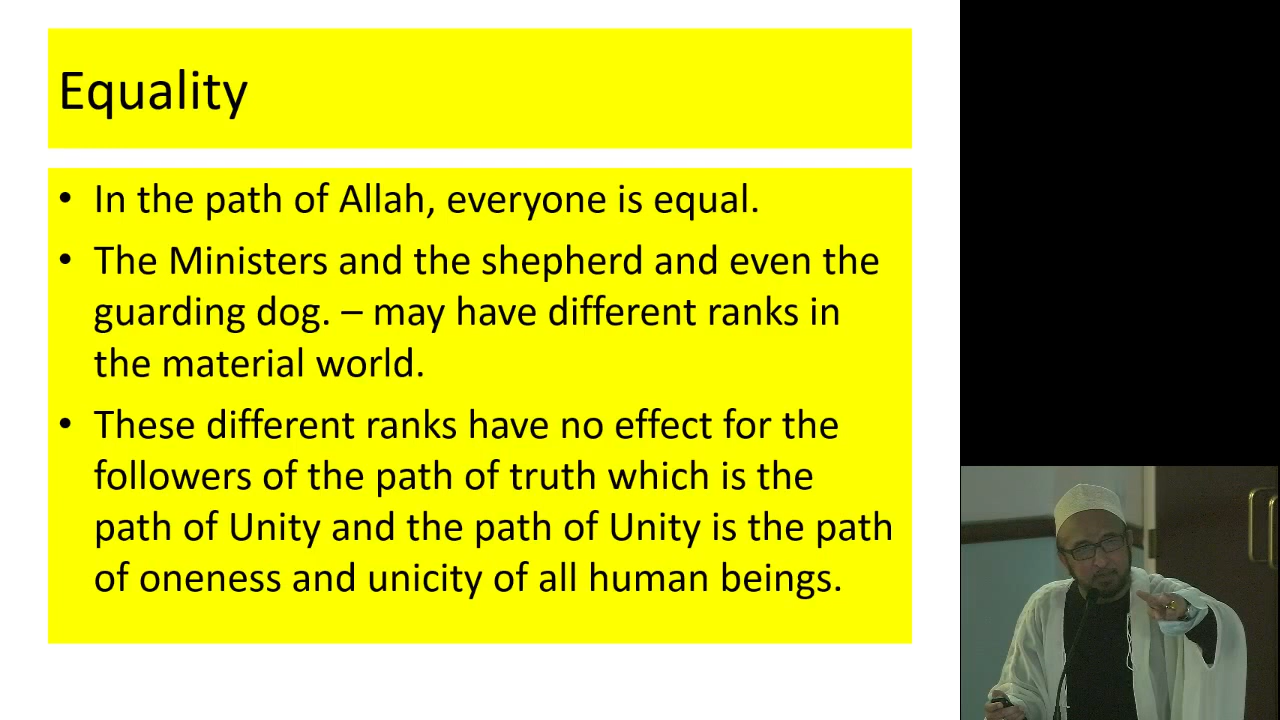 Equality
• In the path of Allah, everyone is equal.
• The Ministers and the shepherd and even the
guarding dog. – may have different ranks in
the material world.
• These different ranks have no effect for the
followers of the path of truth which is the
path of Unity and the path of Unity is the path
of oneness and unicity of all human beings.